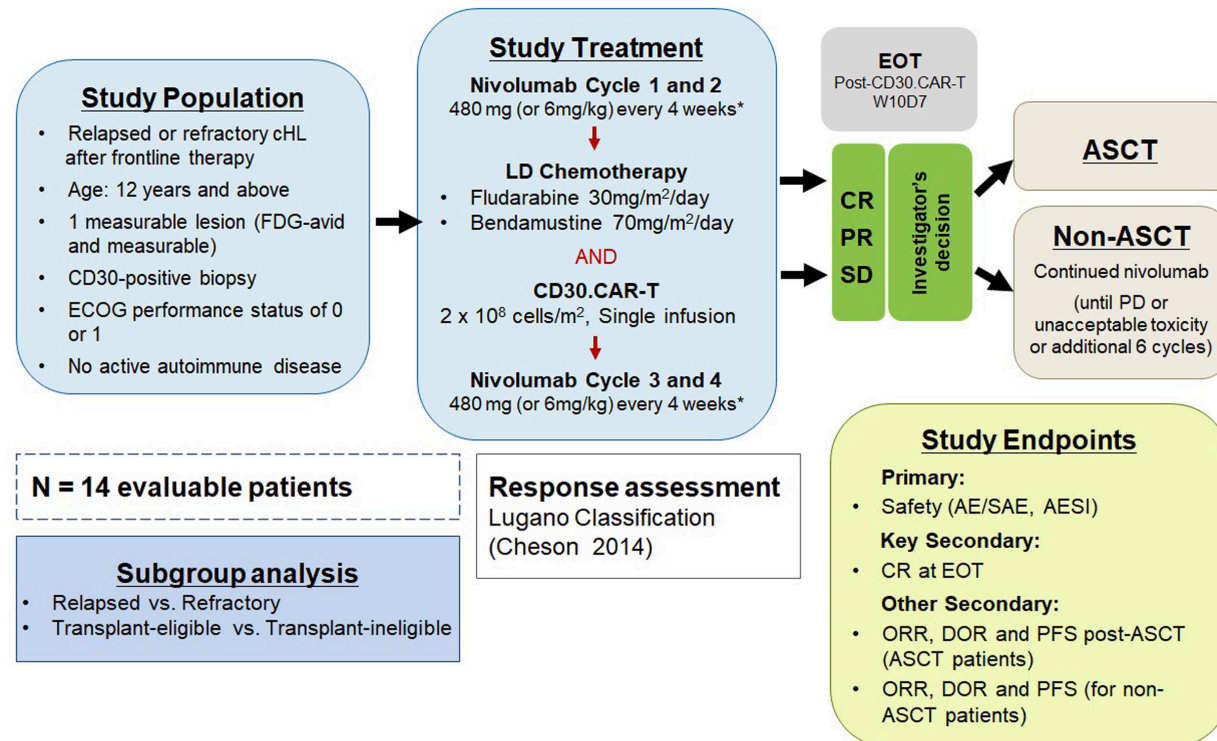 Study Population
• Relapsed or refractory cHL
after frontline therapy
• Age: 12 years and above
• 1 measurable lesion (FDG-avid
and measurable)
• CD30-positive biopsy
• ECOG performance status of 0
or 1
• No active autoimmune disease
Study Treatment
Nivolumab Cycle 1 and 2
480 mg (or 6mg/kg) every 4 weeks*
LD Chemotherapy
• Fludarabine 30mg/m²/day
• Bendamustine 70mg/m²/day
AND
CD30.CAR-T
2 x 10⁸ cells/m², Single infusion
Nivolumab Cycle 3 and 4
480 mg (or 6mg/kg) every 4 weeks*
EOT
Post-CD30.CAR-T
W10D7
CR
PR
SD
Investigator's
decision
ASCT
Non-ASCT
Continued nivolumab
(until PD or
unacceptable toxicity
or additional 6 cycles)
N = 14 evaluable patients
Subgroup analysis
• Relapsed vs. Refractory
• Transplant-eligible vs. Transplant-ineligible
Response assessment
Lugano Classification
(Cheson 2014)
Study Endpoints
Primary:
• Safety (AE/SAE, AESI)
Key Secondary:
• CR at EOT
Other Secondary:
• ORR, DOR and PFS post-ASCT
(ASCT patients)
• ORR, DOR and PFS (for non-
ASCT patients)